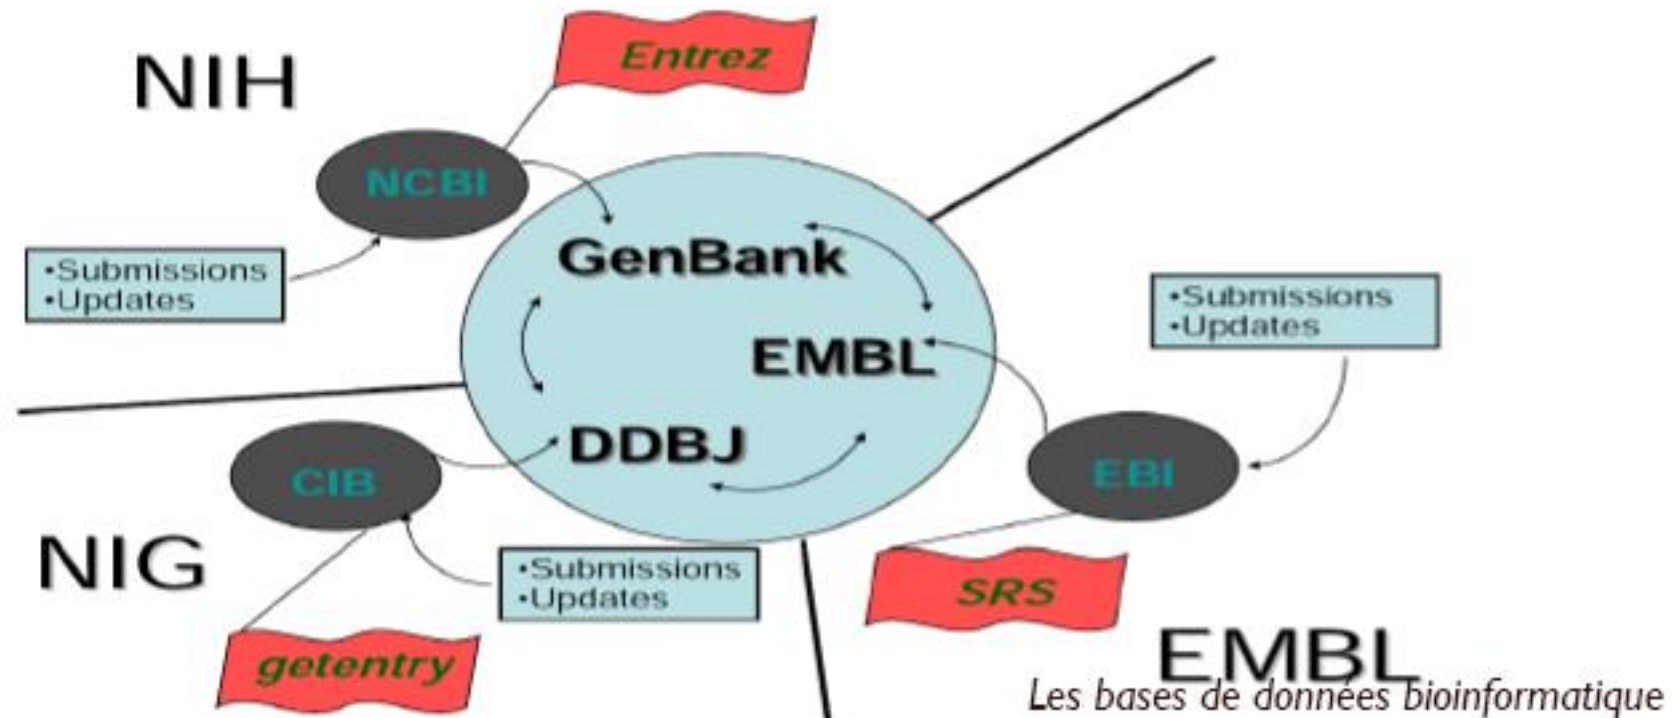 NIH
Entrez
NCBI
•Submissions
•Updates
GenBank
EMBL
DDBJ
•Submissions
•Updates
EBI
CIB
NIG
•Submissions
•Updates
getentry
SRS
EMBL
Les bases de données bioinformatique